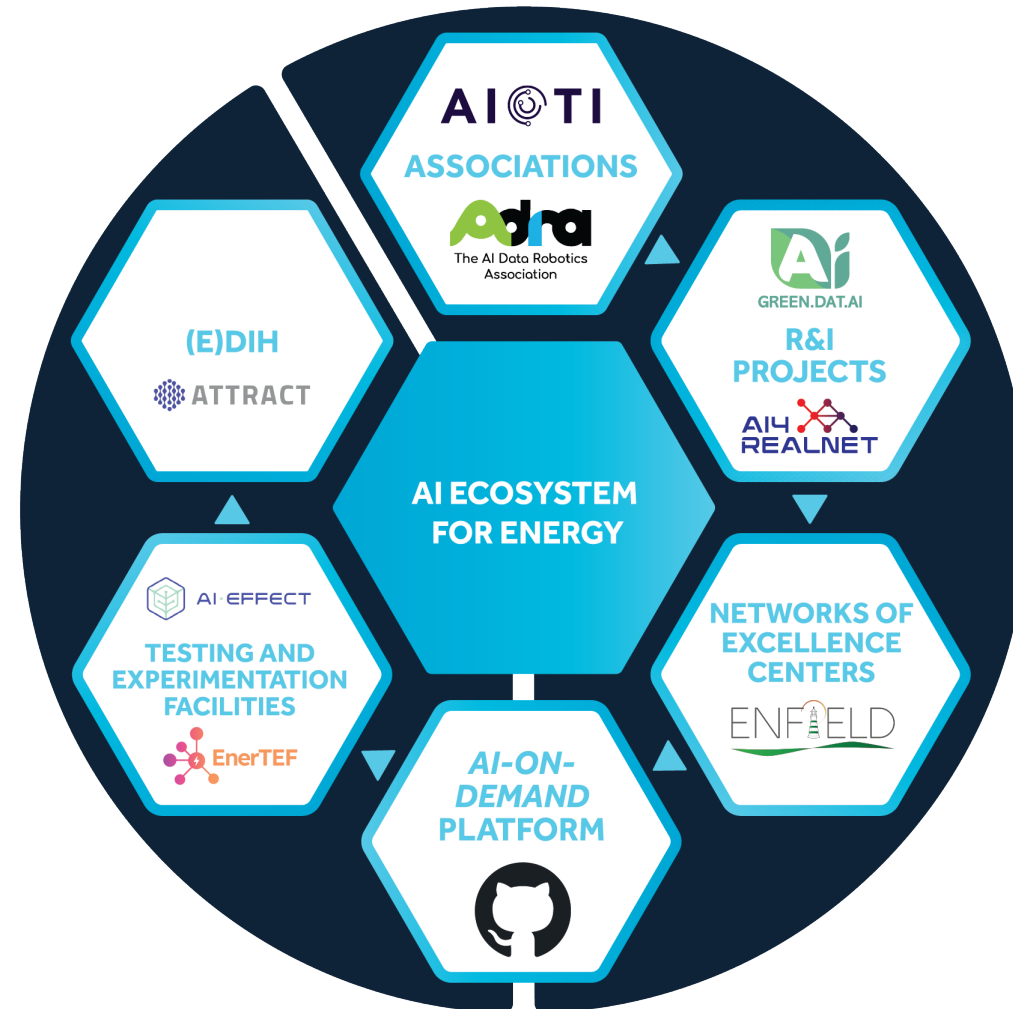 AIOTI
ASSOCIATIONS
Adra
The AI Data Robotics
Association
Ai
GREEN.DAT.AI
R&I
PROJECTS
AI4
REALNET
NETWORKS OF
EXCELLENCE
CENTERS
ENFIELD
AI-ON-
DEMAND
PLATFORM
AI·EFFECT
TESTING AND
EXPERIMENTATION
FACILITIES
EnerTEF
(E)DIH
ATTRACT
AI ECOSYSTEM
FOR ENERGY